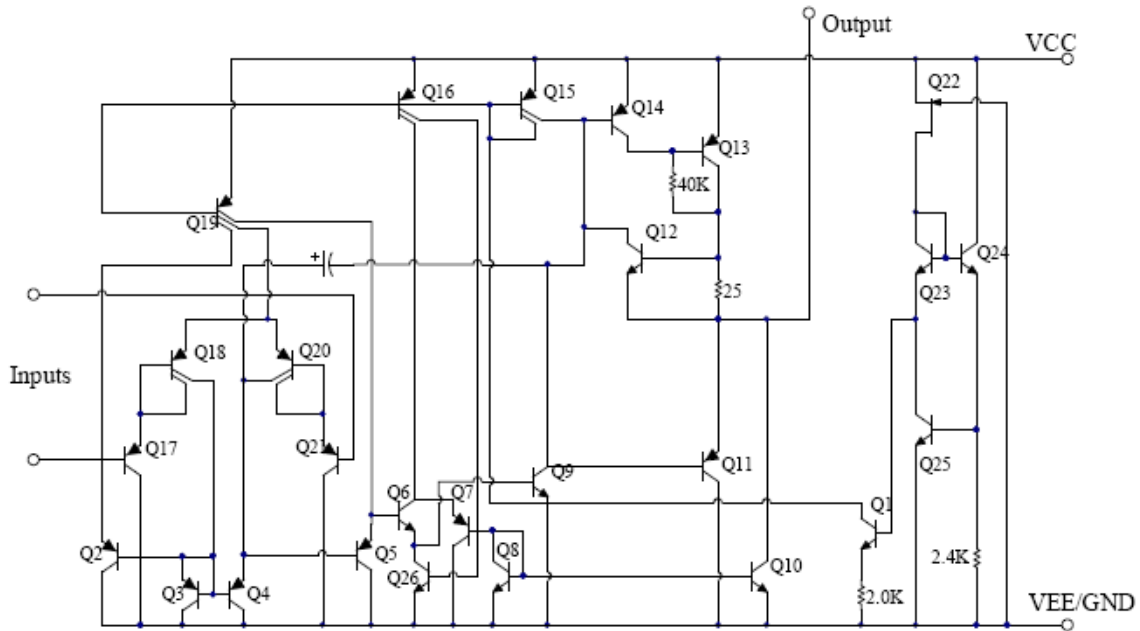 Output
VCC
Q22
Q16
Q15
Q14
Q13
40K
Q19
Q12
Q24
Q23
+
25
Q18
Q20
Inputs
Q17
Q21
Q11
Q25
Q9
Q6
Q7
Q1
Q2
Q5
Q8
Q26
Q10
2.4K
Q3
Q4
2.0K
VEE/GND